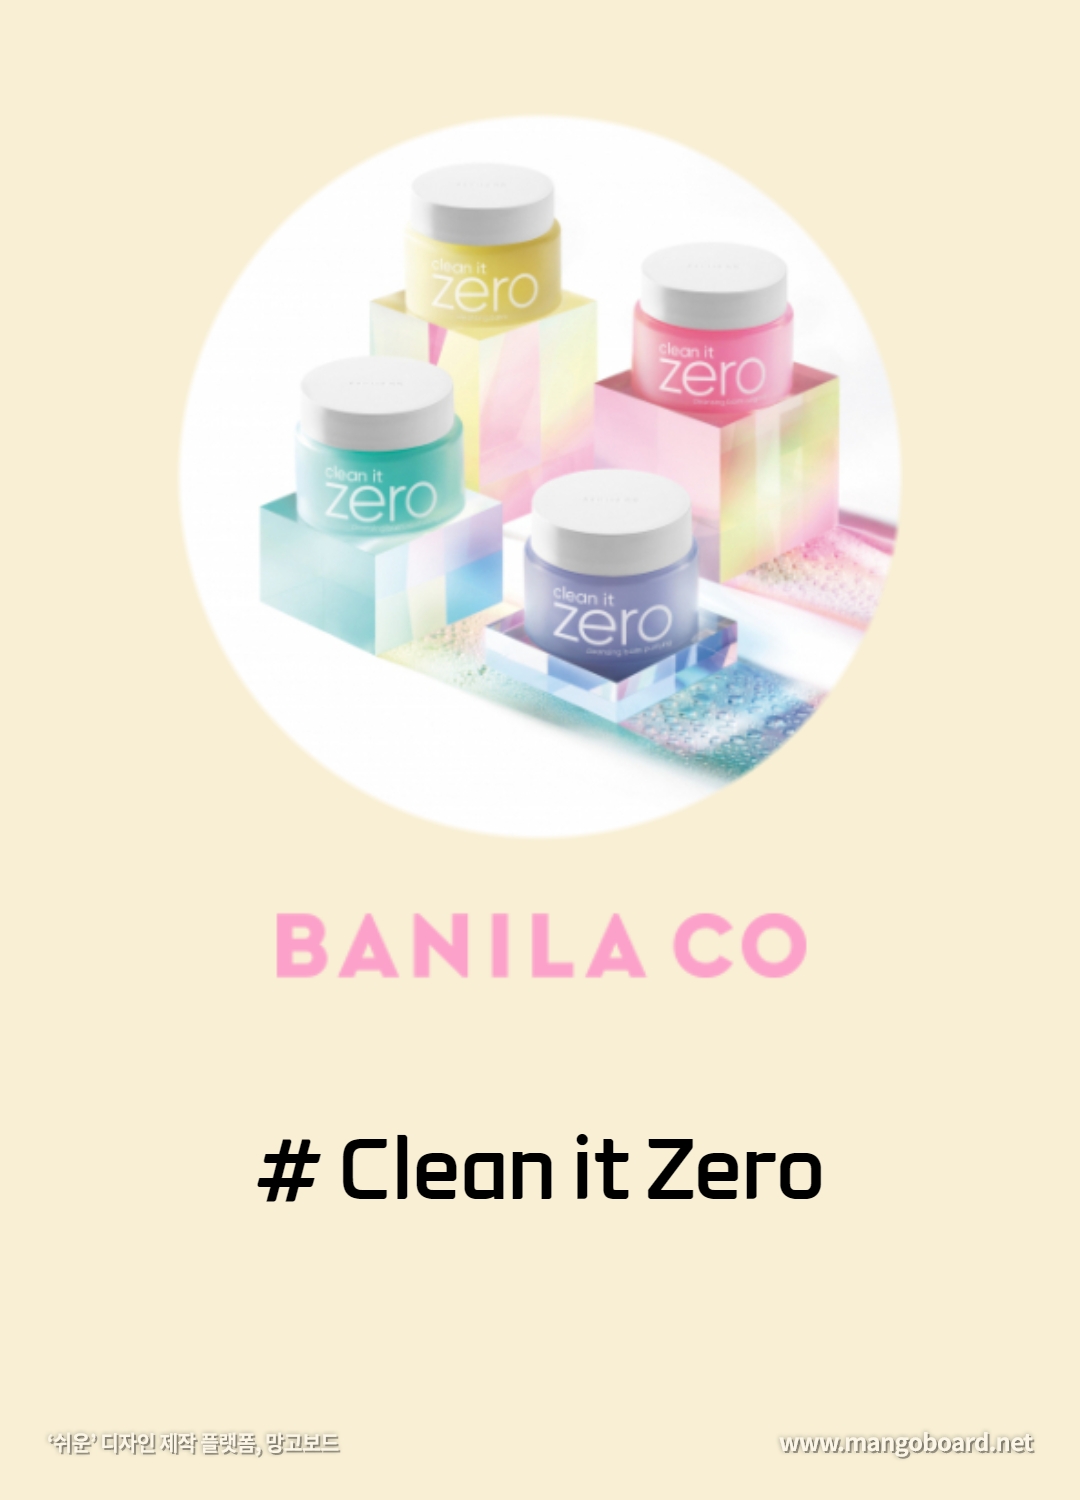 clean it
zero
clean it
zero
clean it
zero
clean it
zero
BANILA CO
# Clean it Zero
‘쉬운’ 디자인 제작 플랫폼, 망고보드
www.mangoboard.net